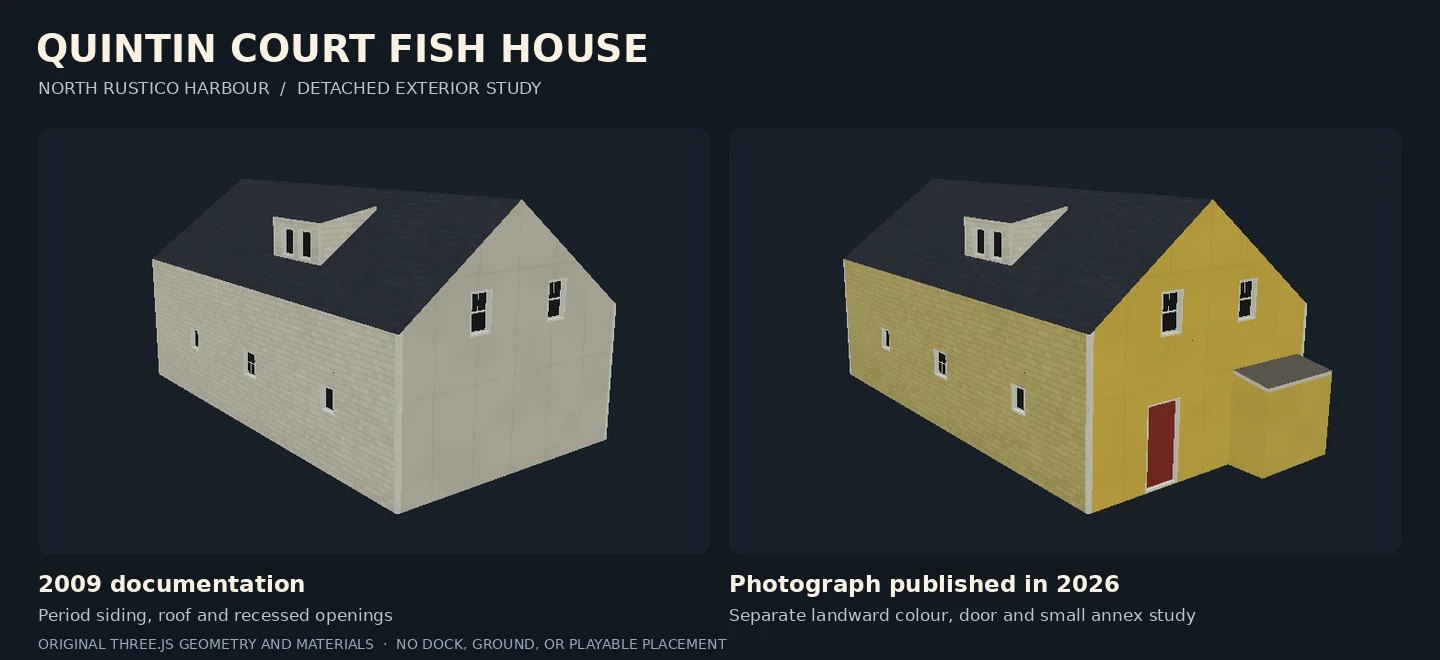 QUINTIN COURT FISH HOUSE
NORTH RUSTICO HARBOUR / DETACHED EXTERIOR STUDY
2009 documentation
Period siding, roof and recessed openings
Photograph published in 2026
Separate landward colour, door and small annex study
ORIGINAL THREE.JS GEOMETRY AND MATERIALS · NO DOCK, GROUND, OR PLAYABLE PLACEMENT